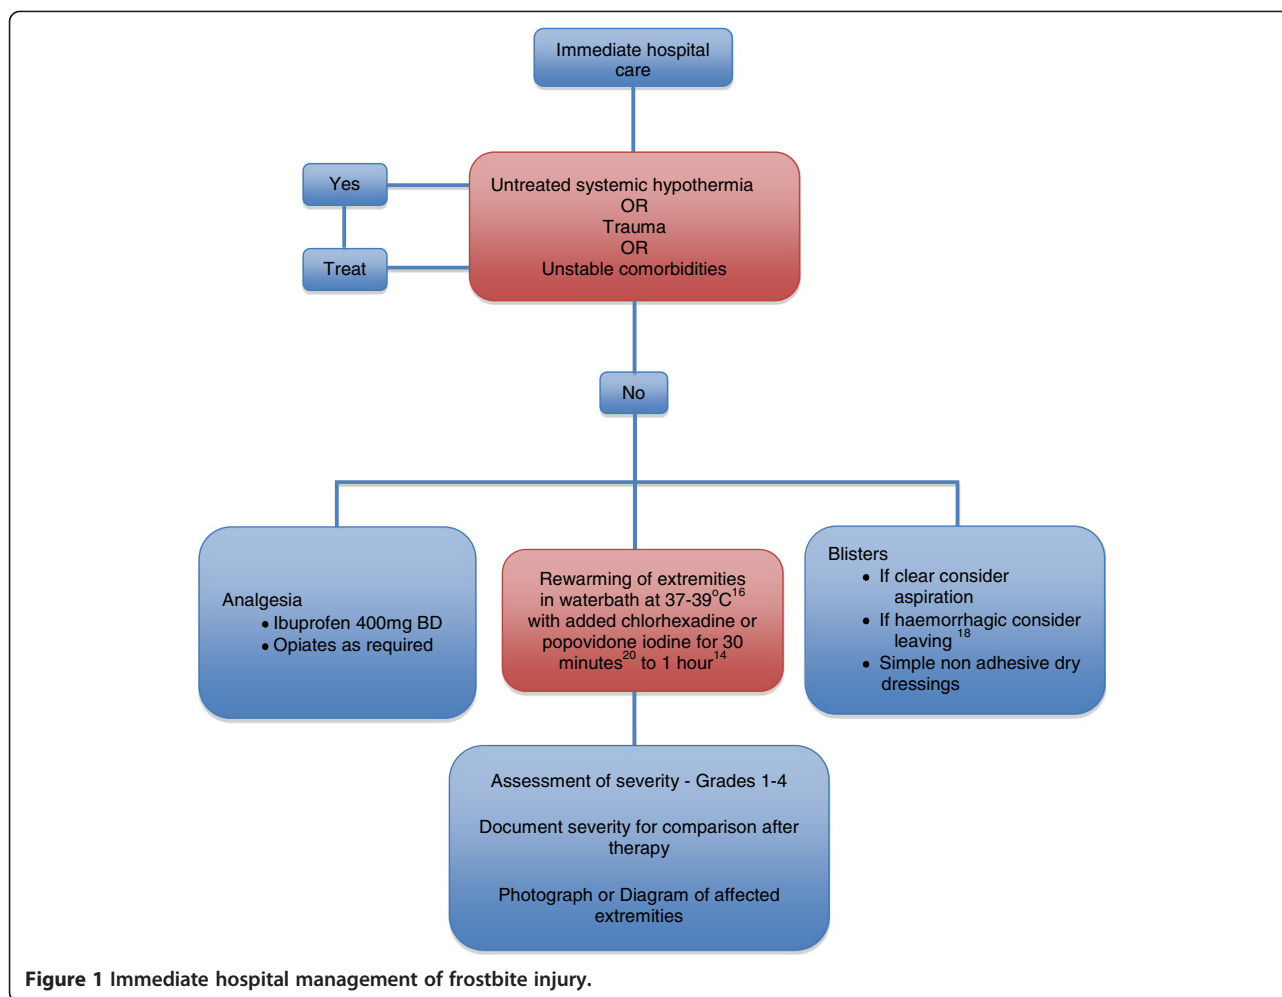 Immediate hospital
care
Yes
Treat
Untreated systemic hypothermia
OR
Trauma
OR
Unstable comorbidities
No
Analgesia
• Ibuprofen 400mg BD
• Opiates as required
Rewarming of extremities
in waterbath at 37-39°C16
with added chlorhexadine or
popovidone iodine for 30
minutes20 to 1 hour14
Blisters
• If clear consider
aspiration
• If haemorrhagic consider
leaving 18
• Simple non adhesive dry
dressings
Assessment of severity - Grades 1-4
Document severity for comparison after
therapy
Photograph or Diagram of affected
extremities
Figure 1 Immediate hospital management of frostbite injury.